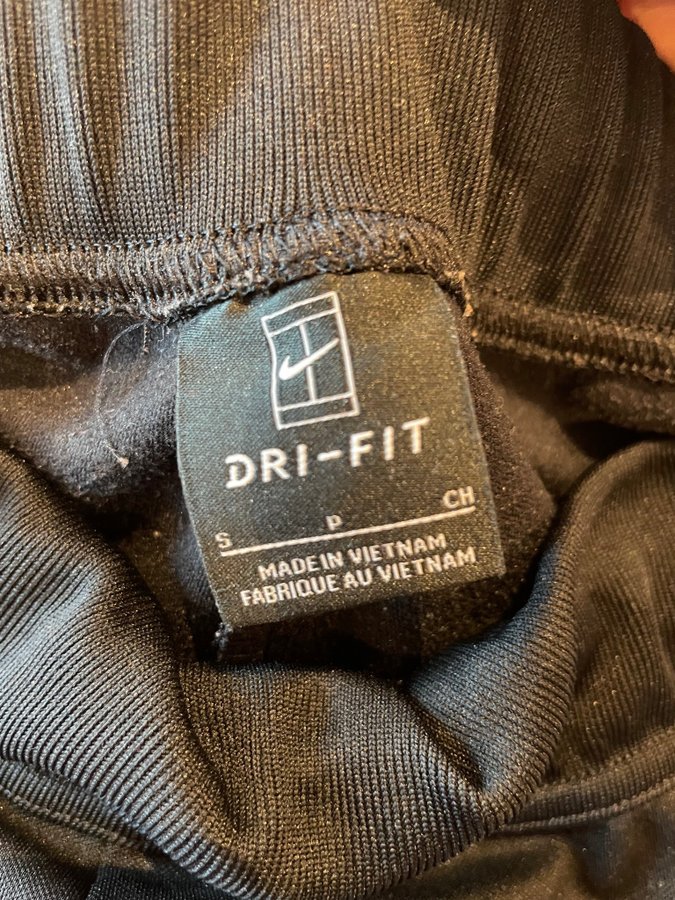 DRI-FIT
S P CH
MADE IN VIETNAM
FABRIQUE AU VIETNAM